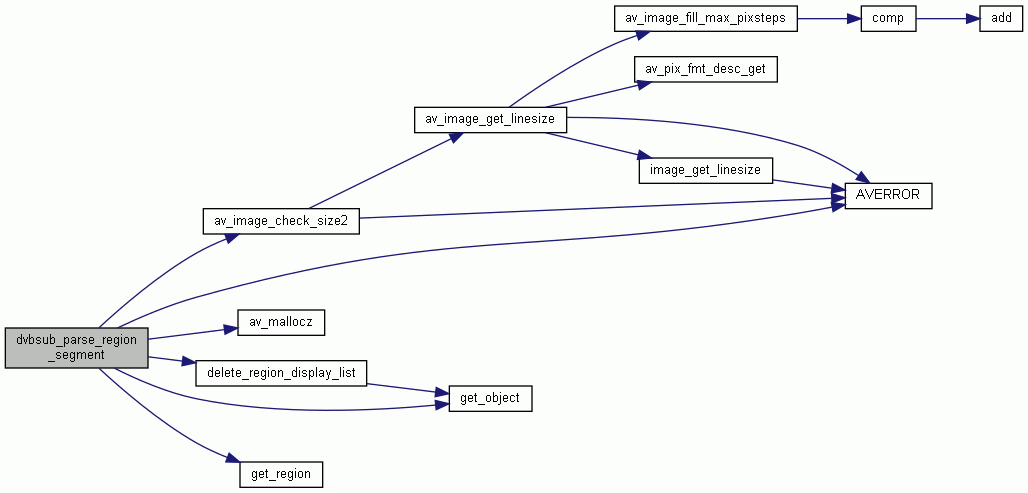 av_image_fill_max_pixsteps
comp
add
av_pix_fmt_desc_get
av_image_get_linesize
image_get_linesize
AVERROR
av_image_check_size2
av_mallocz
dvbsub_parse_region
_segment
delete_region_display_list
get_object
get_region